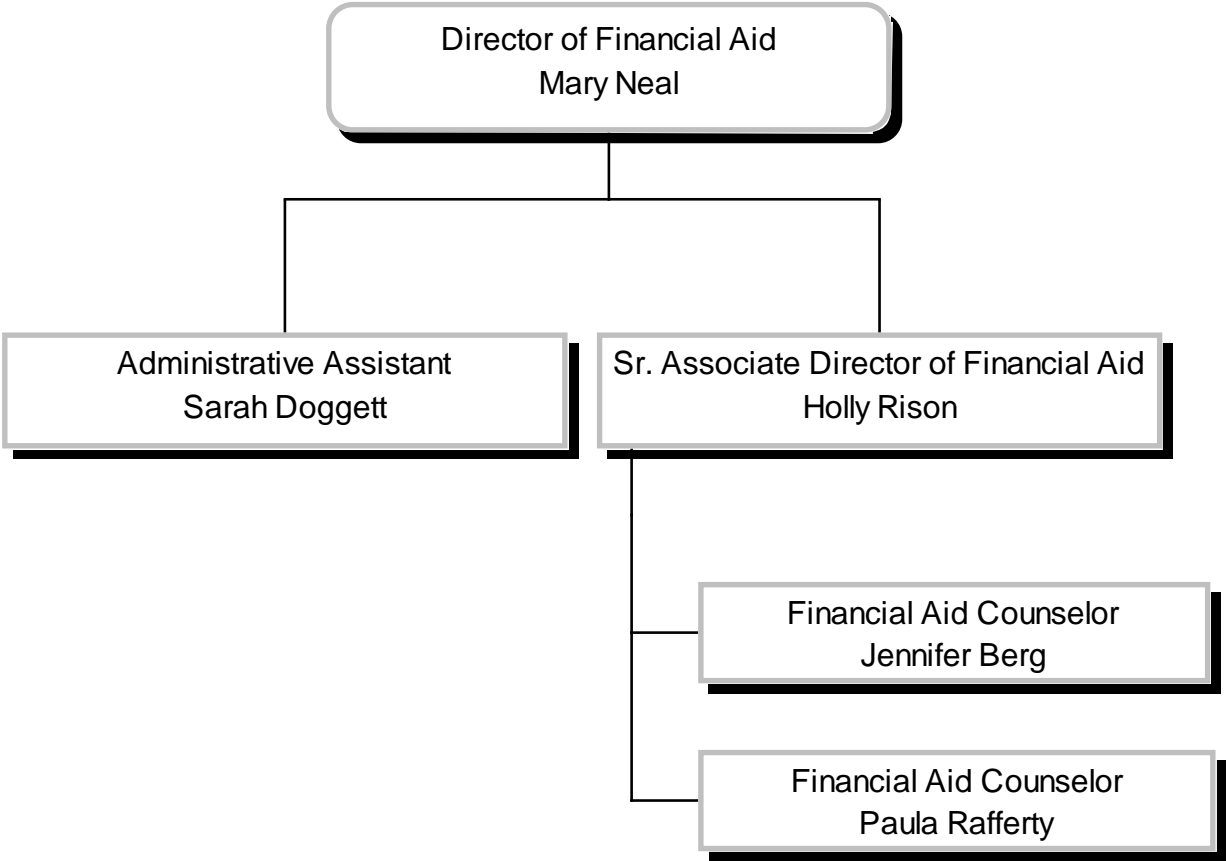 Director of Financial Aid
Mary Neal
Administrative Assistant
Sarah Doggett
Sr. Associate Director of Financial Aid
Holly Rison
Financial Aid Counselor
Jennifer Berg
Financial Aid Counselor
Paula Rafferty